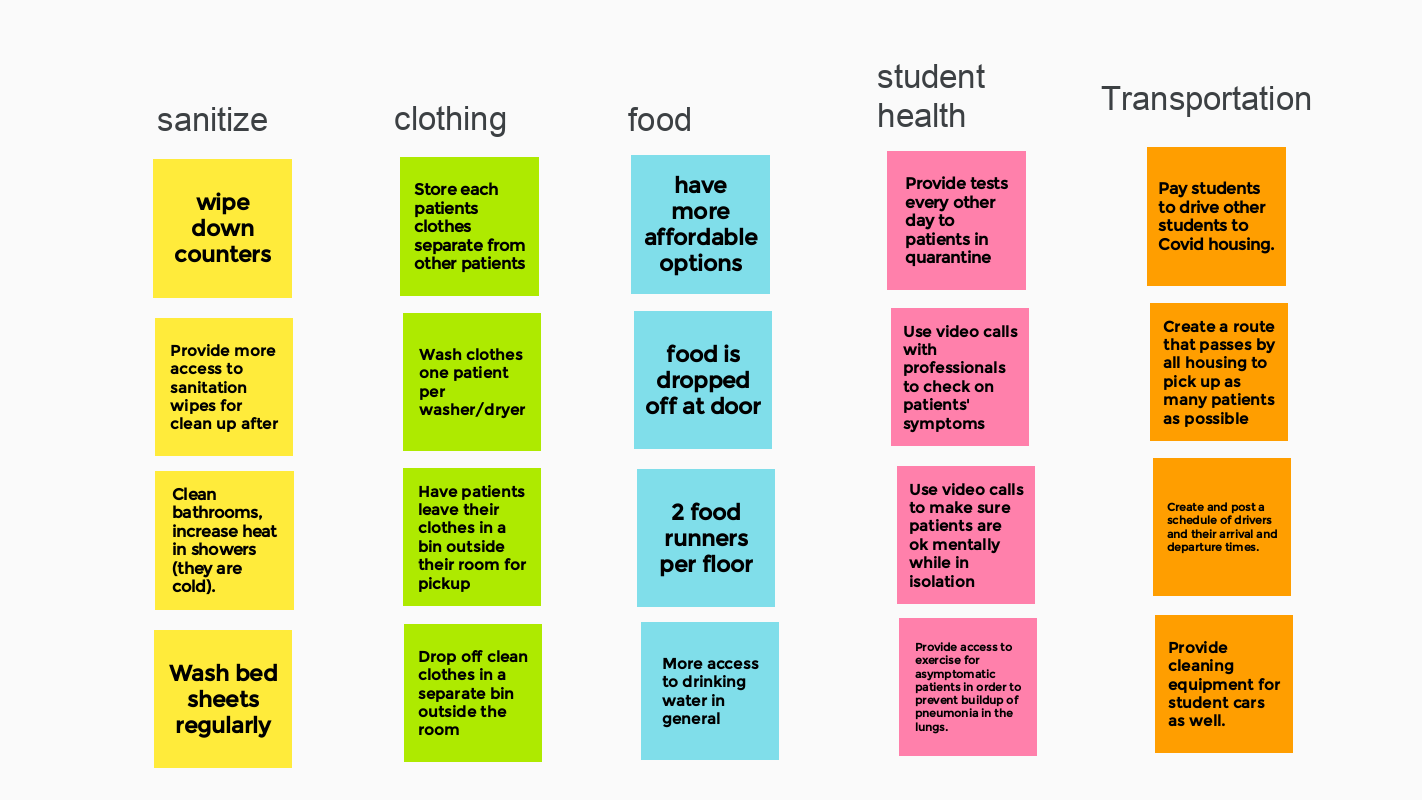 sanitize
wipe
down
counters
Provide more
access to
sanitation
wipes for
clean up after
Clean
bathrooms,
increase heat
in showers
(they are
cold).
Wash bed
sheets
regularly
clothing
Store each
patients
clothes
separate from
other patients
Wash clothes
one patient
per
washer/dryer
Have patients
leave their
clothes in a
bin outside
their room for
pickup
Drop off clean
clothes in a
separate bin
outside the
room
food
have
more
affordable
options
food is
dropped
off at door
2 food
runners
per floor
More access
to drinking
water in
general
student
health
Provide tests
every other
day to
patients in
quarantine
Use video calls
with
professionals
to check on
patients'
symptoms
Use video calls
to make sure
patients are
ok mentally
while in
isolation
Provide access to
exercise for
asymptomatic
patients in order to
prevent buildup of
pneumonia in the
lungs.
Transportation
Pay students
to drive other
students to
Covid housing.
Create a route
that passes by
all housing to
pick up as
many patients
as possible
Create and post a
schedule of drivers
and their arrival and
departure times.
Provide
cleaning
equipment for
student cars
as well.